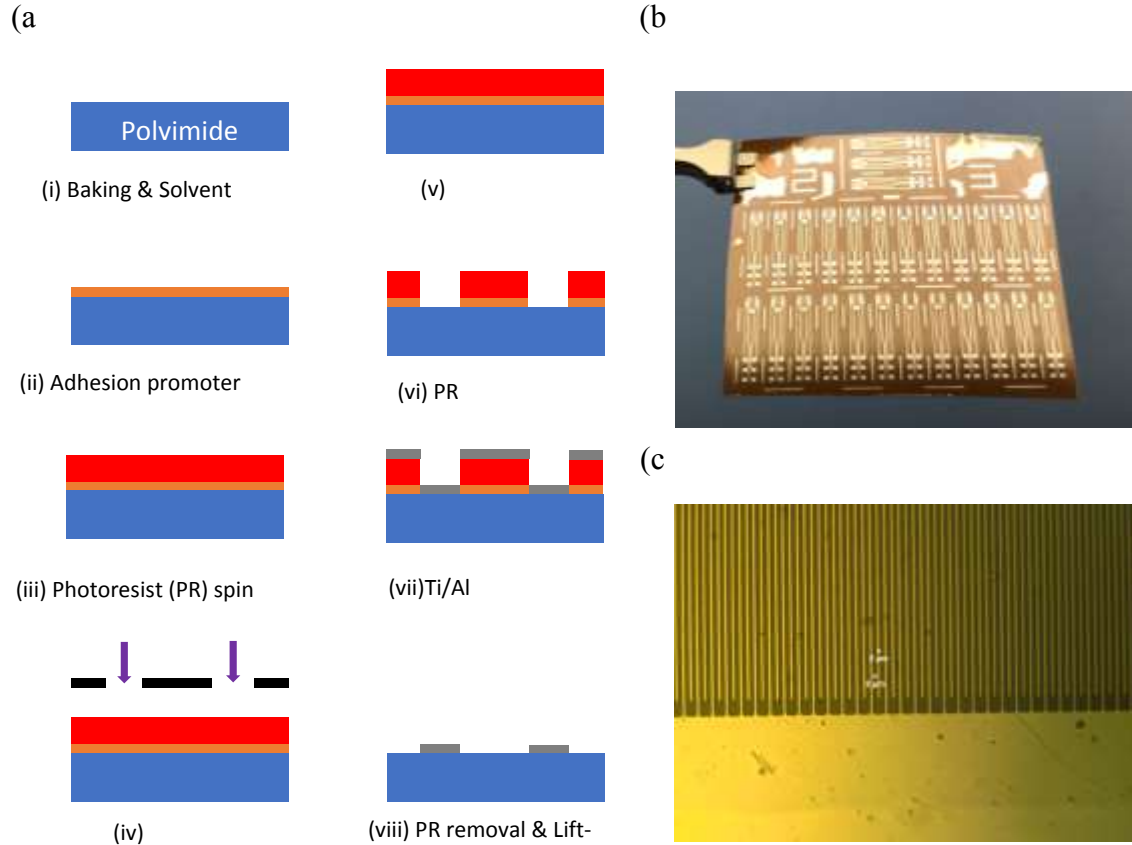 (a
(b
Polvimide
(i) Baking & Solvent
(v)
(ii) Adhesion promoter
(vi) PR
(c
(iii) Photoresist (PR) spin
(vii)Ti/Al
(iv)
(viii) PR removal & Lift-